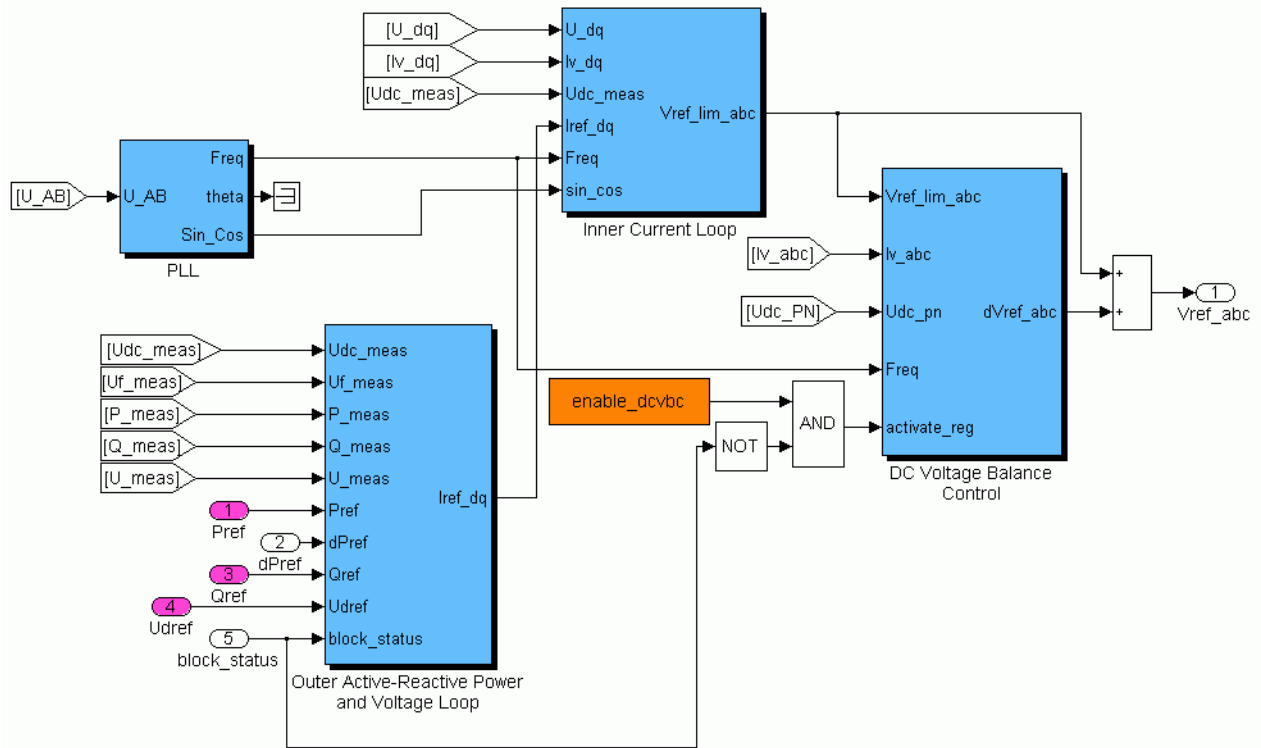 [U_dq]
[Iv_dq]
[Udc_meas]
U_dq
Iv_dq
Udc_meas
Iref_dq
Freq
sin_cos
Vref_lim_abc
Inner Current Loop
[U_AB]
U_AB
Freq
theta
Sin_Cos
PLL
Vref_lim_abc
[Iv_abc]
Iv_abc
[Udc_PN]
Udc_pn
dVref_abc
Freq
activate_reg
DC Voltage Balance
Control
+
+
1
Vref_abc
enable_dcvbc
NOT
AND
[Udc_meas]
[Uf_meas]
[P_meas]
[Q_meas]
[U_meas]
1
Pref
2
dPref
3
Qref
4
Udref
5
block_status
Udc_meas
Uf_meas
P_meas
Q_meas
U_meas
Pref
dPref
Qref
Udref
block_status
Iref_dq
Outer Active-Reactive Power
and Voltage Loop